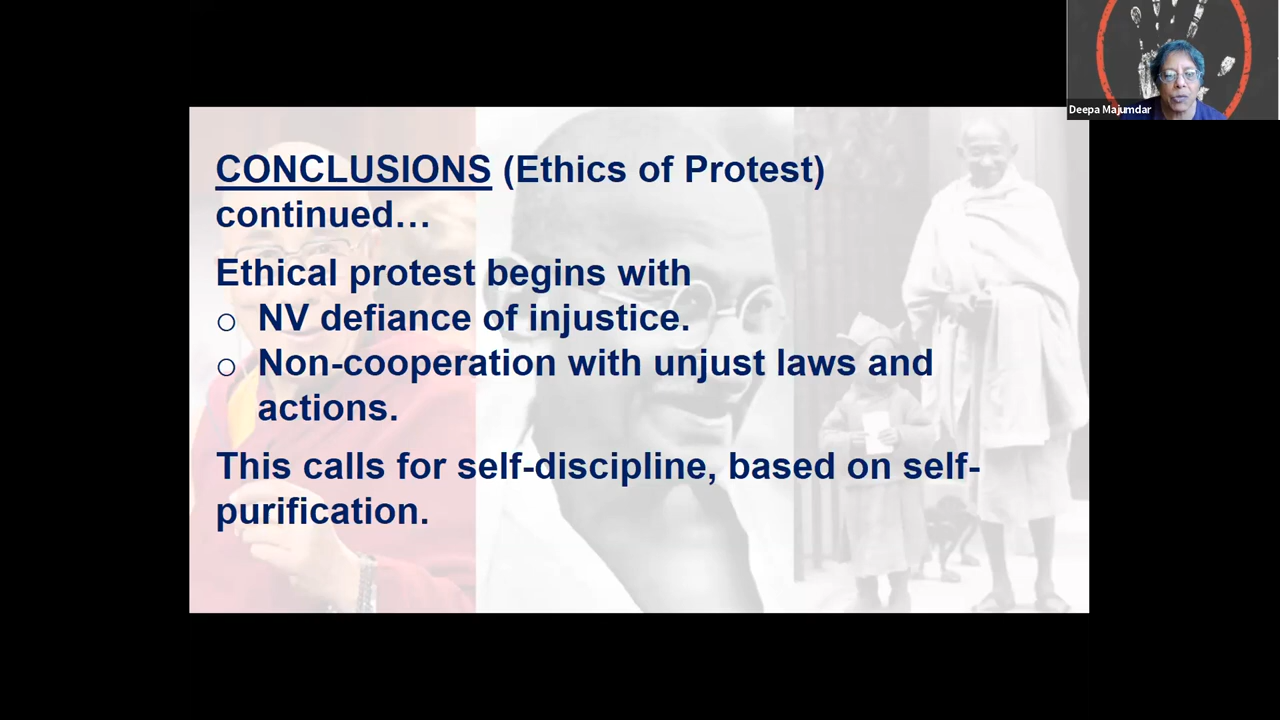 Deepa Majumdar
CONCLUSIONS (Ethics of Protest)
continued…
Ethical protest begins with
o NV defiance of injustice.
o Non-cooperation with unjust laws and
actions.
This calls for self-discipline, based on self-
purification.